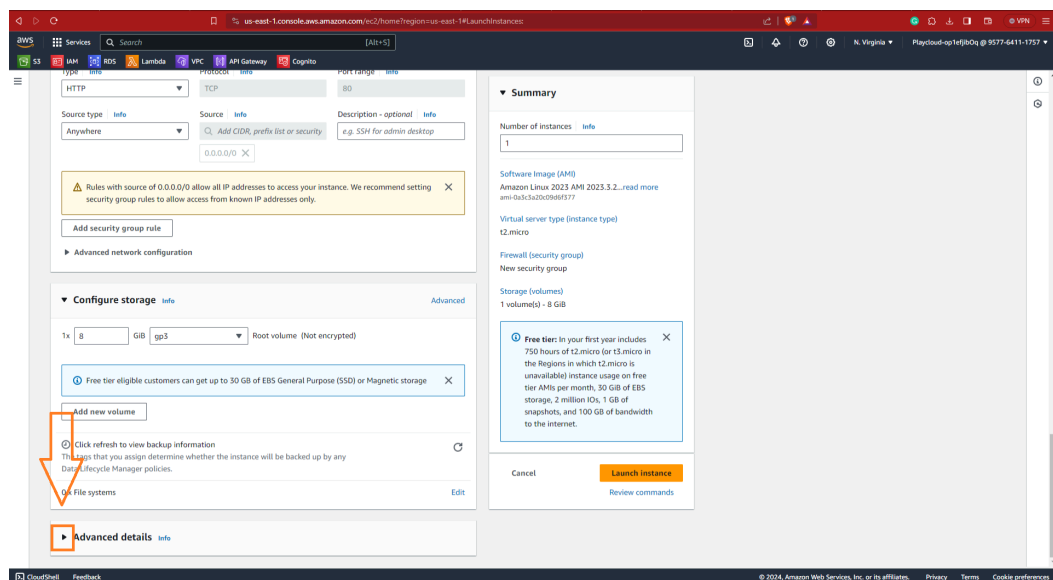 us-east-1.console.aws.amazon.com/ec2/home?region=us-east-1#LaunchInstances:
VPN
aws Services Search [Alt+S] N. Virginia Playcloud-op1efjibOq @ 9577-6411-1757
S3 IAM RDS Lambda VPC API Gateway Cognito
Type Info Protocol Info Port range Info
HTTP TCP 80
Source type Info Source Info Description - optional Info
Anywhere Add CIDR, prefix list or security e.g. SSH for admin desktop
0.0.0.0/0
Rules with source of 0.0.0.0/0 allow all IP addresses to access your instance. We recommend setting
security group rules to allow access from known IP addresses only.
Add security group rule
Advanced network configuration
Configure storage Info Advanced
1x 8 GiB gp3 Root volume (Not encrypted)
Free tier eligible customers can get up to 30 GB of EBS General Purpose (SSD) or Magnetic storage
Add new volume
Click refresh to view backup information
The tags that you assign determine whether the instance will be backed up by any
Data Lifecycle Manager policies.
0 x File systems Edit
Advanced details Info
Summary
Number of instances Info
1
Software Image (AMI)
Amazon Linux 2023 AMI 2023.3.2...read more
ami-0a3c3a20c09d6f377
Virtual server type (instance type)
t2.micro
Firewall (security group)
New security group
Storage (volumes)
1 volume(s) - 8 GiB
Free tier: In your first year includes
750 hours of t2.micro (or t3.micro in
the Regions in which t2.micro is
unavailable) instance usage on free
tier AMIs per month, 30 GiB of EBS
storage, 2 million IOs, 1 GB of
snapshots, and 100 GB of bandwidth
to the internet.
Cancel Launch instance
Review commands
CloudShell Feedback © 2024, Amazon Web Services, Inc. or its affiliates. Privacy Terms Cookie preferences